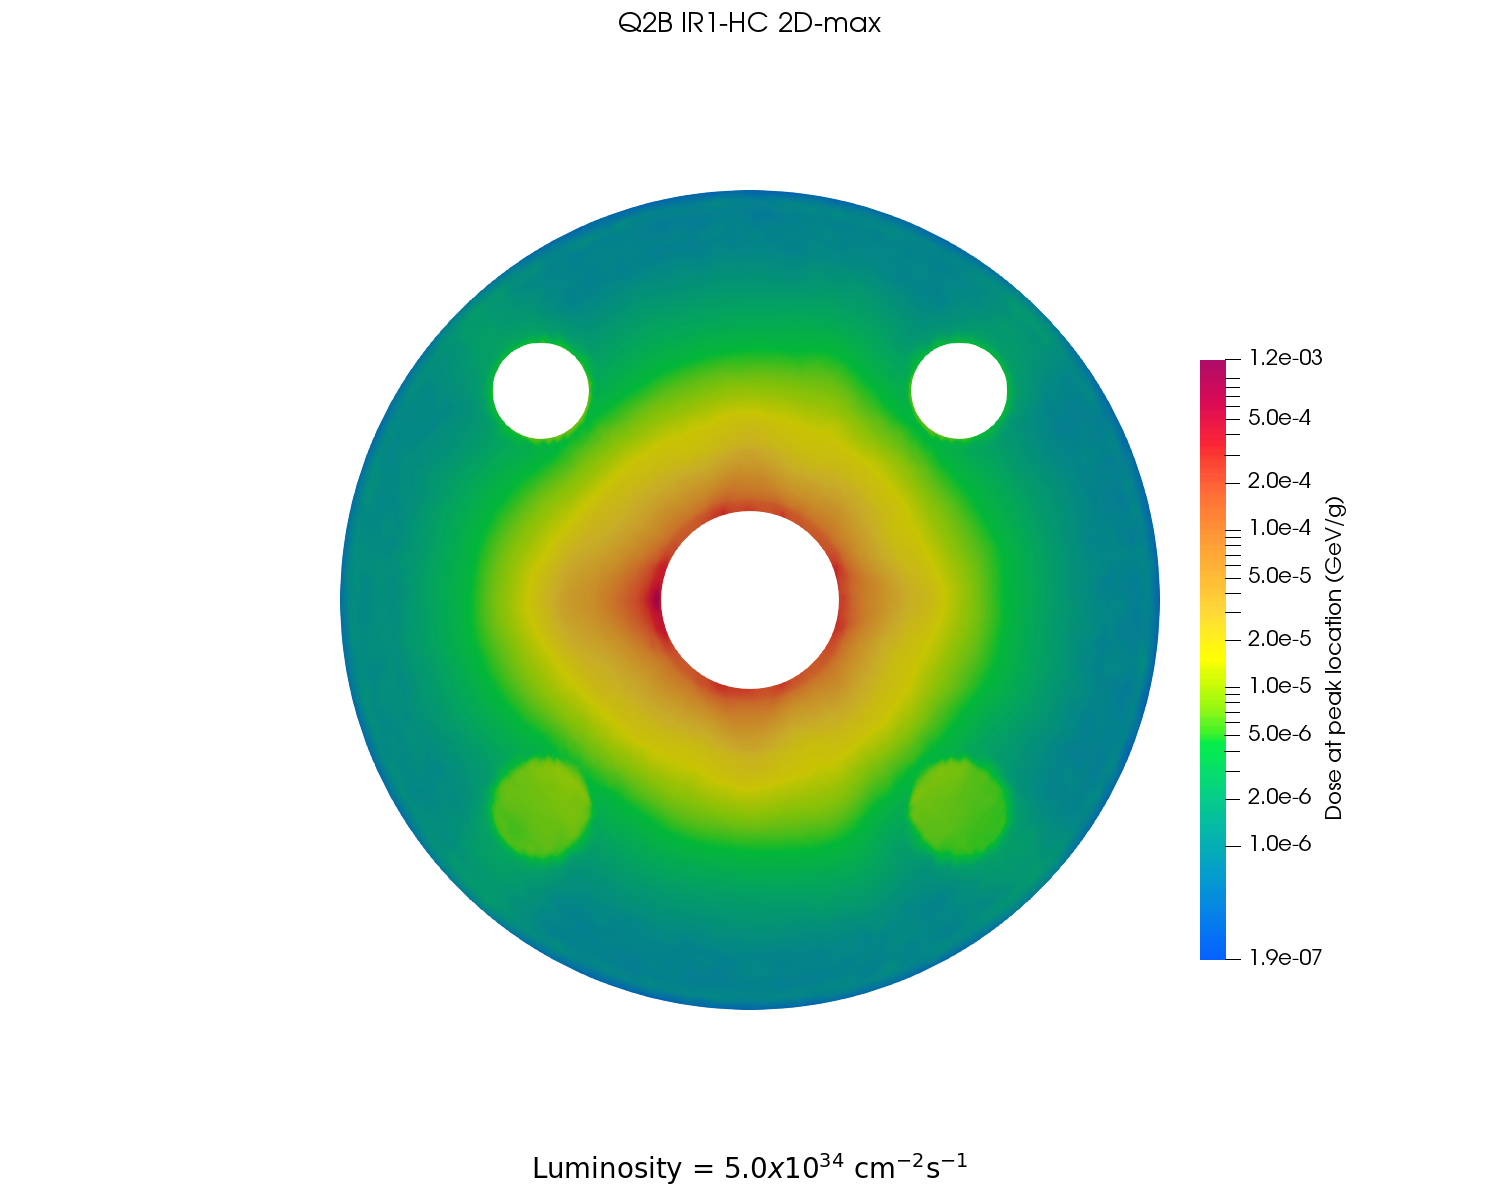 Q2B IR1-HC 2D-max
1.2e-03
5.0e-4
2.0e-4
1.0e-4
5.0e-5
2.0e-5
1.0e-5
5.0e-6
2.0e-6
1.0e-6
1.9e-07
Dose at peak location (GeV/g)
Luminosity = 5.0x10³⁴ cm⁻²s⁻¹